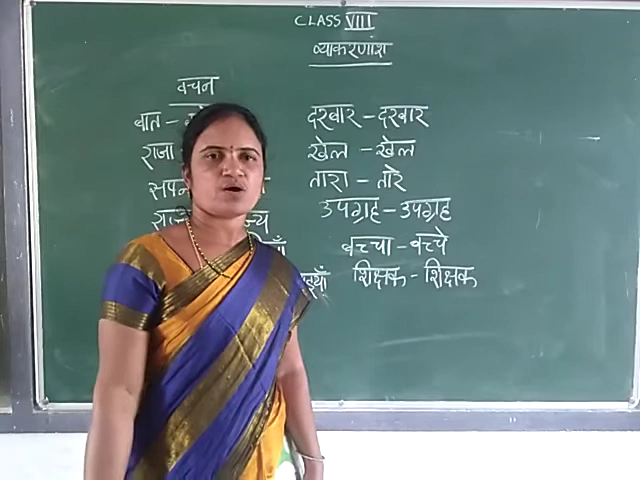 CLASS VIII
व्याकरणांश
वचन
बात –
राजा
दरबार – दरबार
खेल – खेल
तारा – तारे
उपग्रह – उपग्रह
बच्चा – बच्चे
शिक्षक – शिक्षक